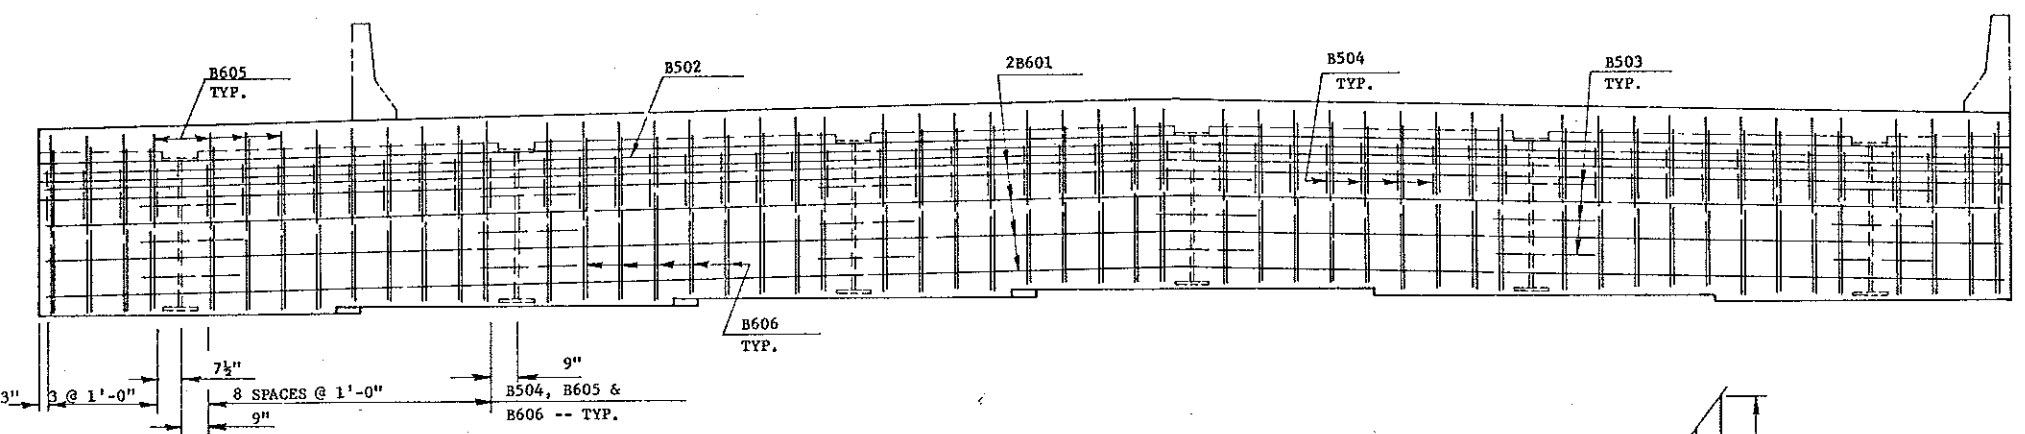 B605
TYP.
B502
2B601
B504
TYP.
B503
TYP.
B606
TYP.
7½"
9"
3"
3 @ 1'-0"
8 SPACES @ 1'-0"
B504, B605 &
B606 -- TYP.
9"